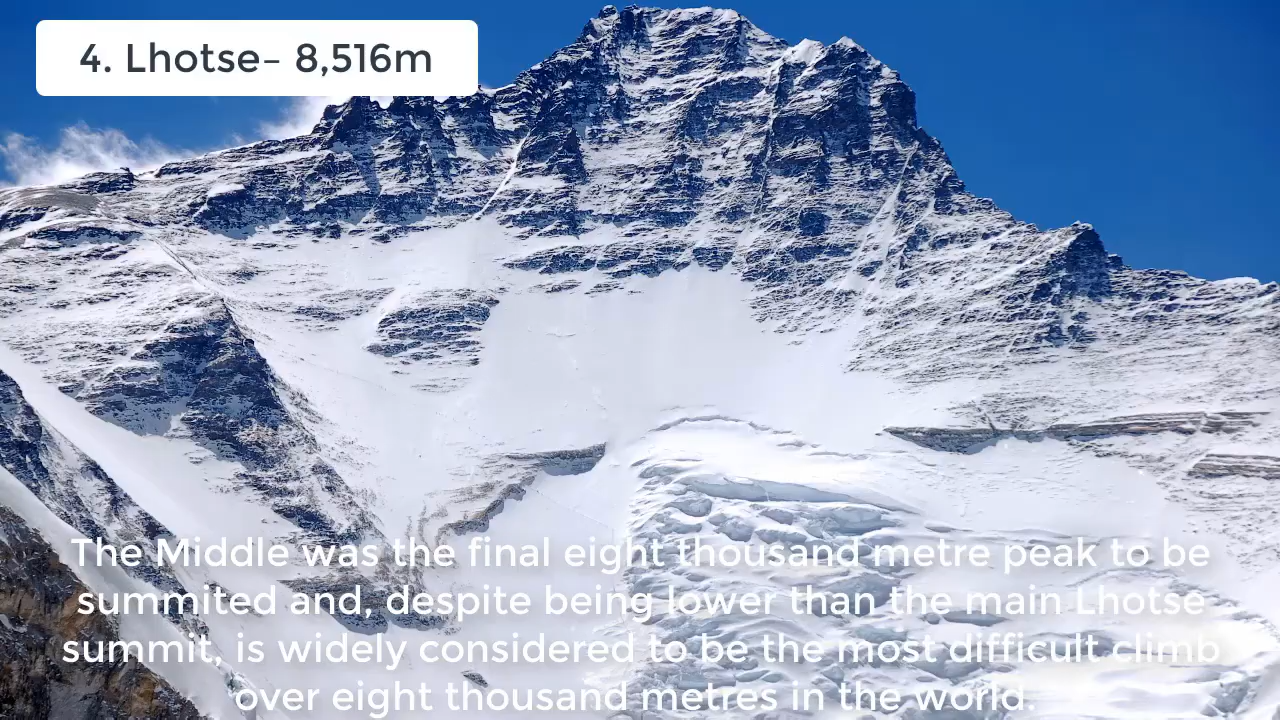 4. Lhotse– 8,516m
The Middle was the final eight thousand metre peak to be
summited and, despite being lower than the main Lhotse
summit, is widely considered to be the most difficult climb
over eight thousand metres in the world.